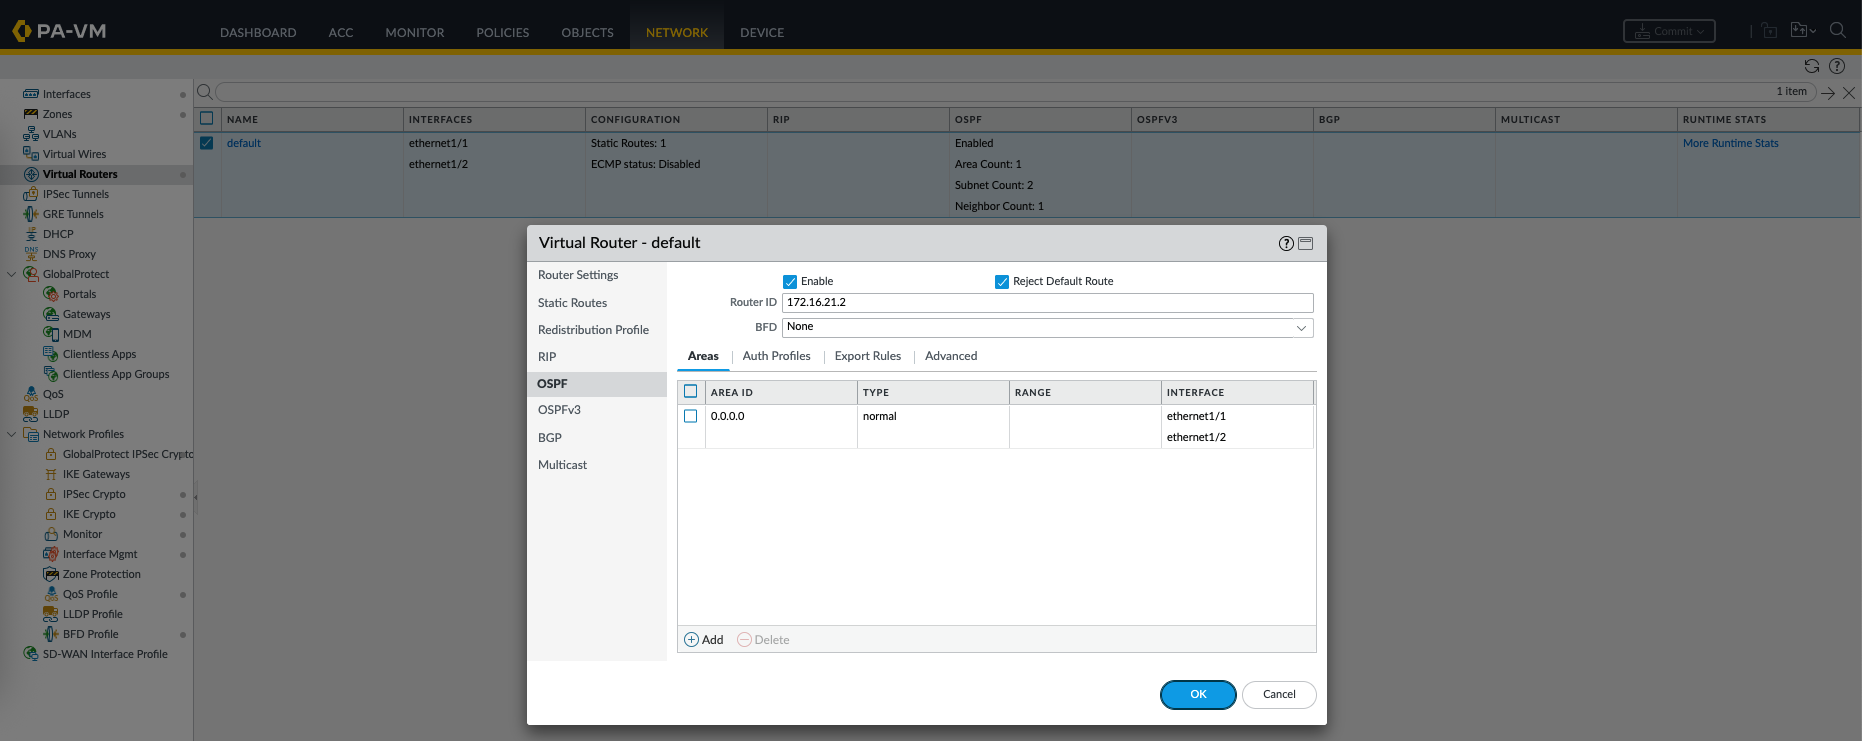 PA-VM
DASHBOARD ACC MONITOR POLICIES OBJECTS NETWORK DEVICE Commit
1 item
Interfaces
Zones
VLANs
Virtual Wires
Virtual Routers
IPSec Tunnels
GRE Tunnels
DHCP
DNS Proxy
GlobalProtect
Portals
Gateways
MDM
Clientless Apps
Clientless App Groups
QoS
LLDP
Network Profiles
GlobalProtect IPSec Crypto
IKE Gateways
IPSec Crypto
IKE Crypto
Monitor
Interface Mgmt
Zone Protection
QoS Profile
LLDP Profile
BFD Profile
SD-WAN Interface Profile
NAME INTERFACES CONFIGURATION RIP OSPF OSPFV3 BGP MULTICAST RUNTIME STATS
default ethernet1/1 Static Routes: 1 Enabled More Runtime Stats
ethernet1/2 ECMP status: Disabled Area Count: 1
Subnet Count: 2
Neighbor Count: 1
Virtual Router - default
Router Settings
Static Routes
Redistribution Profile
RIP
OSPF
OSPFv3
BGP
Multicast
Enable Reject Default Route
Router ID 172.16.21.2
BFD None
Areas Auth Profiles Export Rules Advanced
AREA ID TYPE RANGE INTERFACE
0.0.0.0 normal ethernet1/1
ethernet1/2
Add Delete
OK Cancel